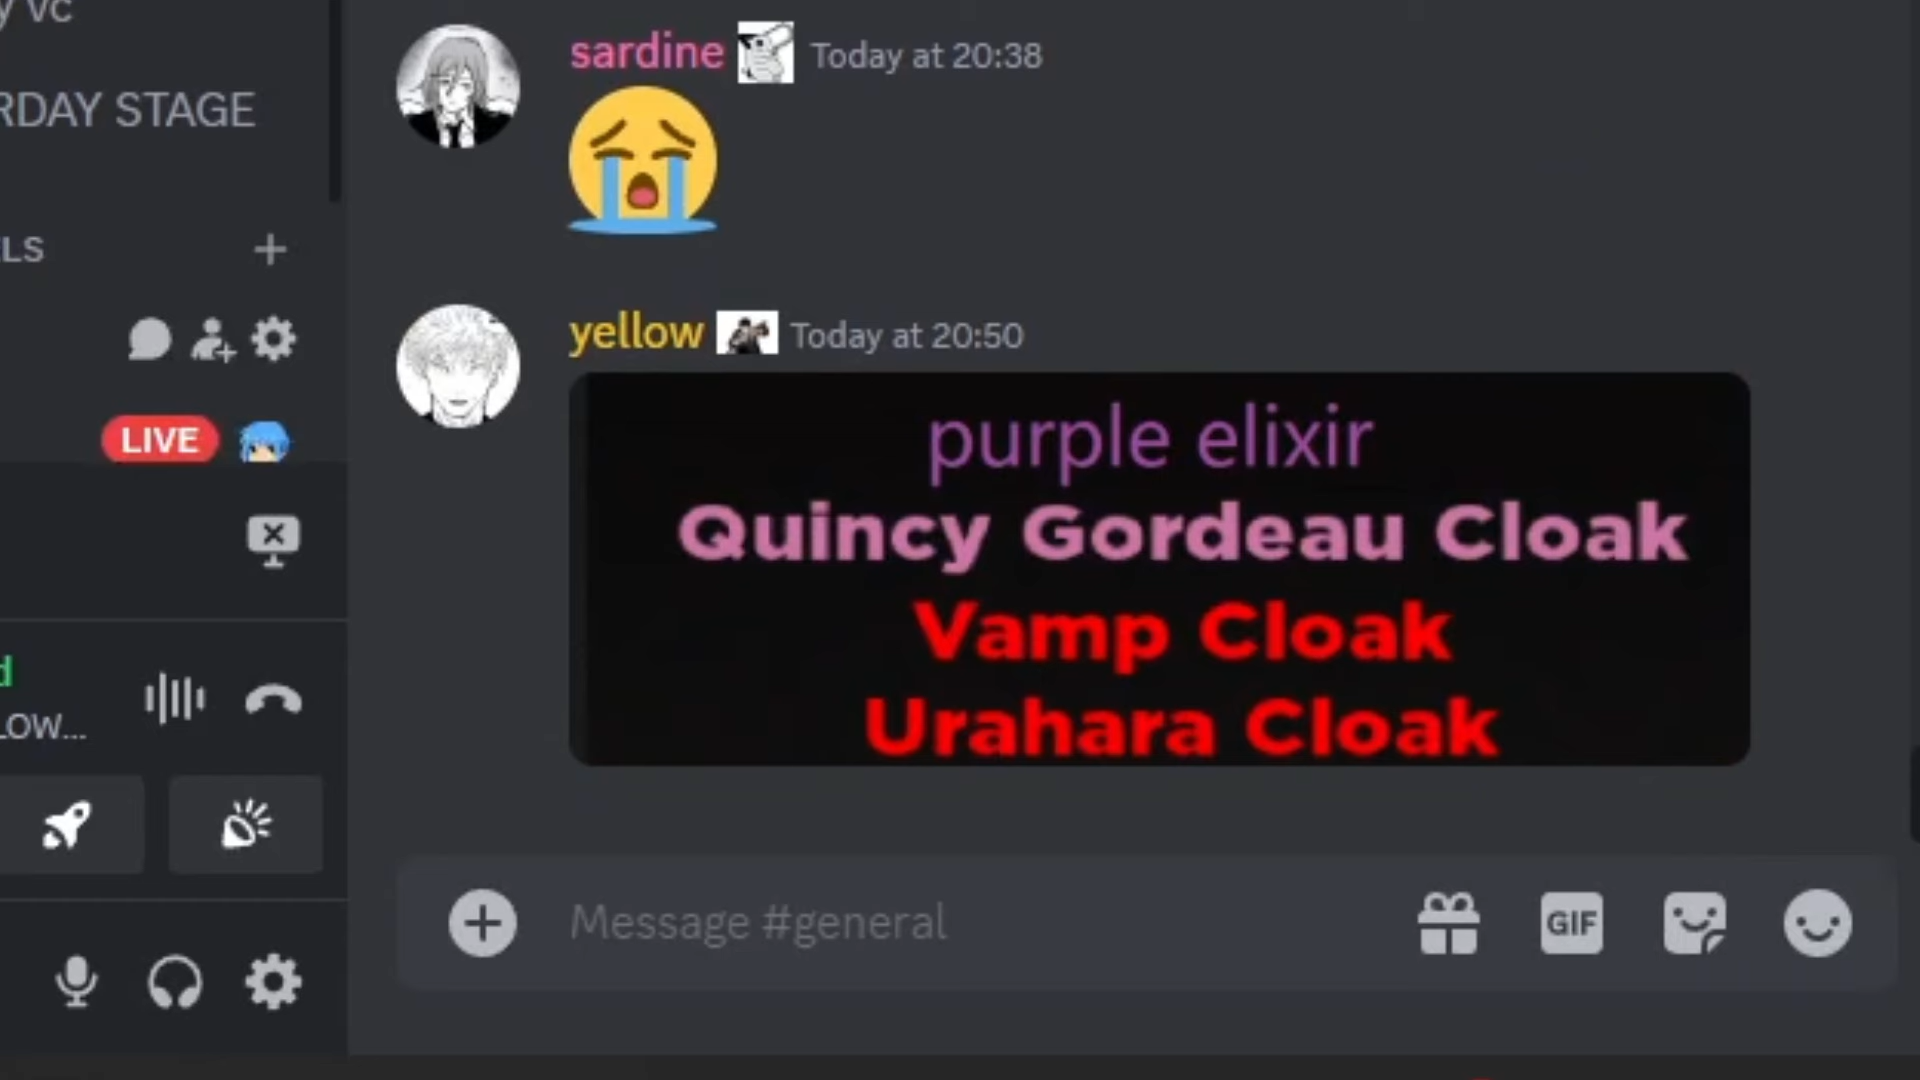 y vc
RDAY STAGE
LS
LIVE
d
LOW...
sardine Today at 20:38
yellow Today at 20:50
purple elixir
Quincy Gordeau Cloak
Vamp Cloak
Urahara Cloak
Message #general
GIF